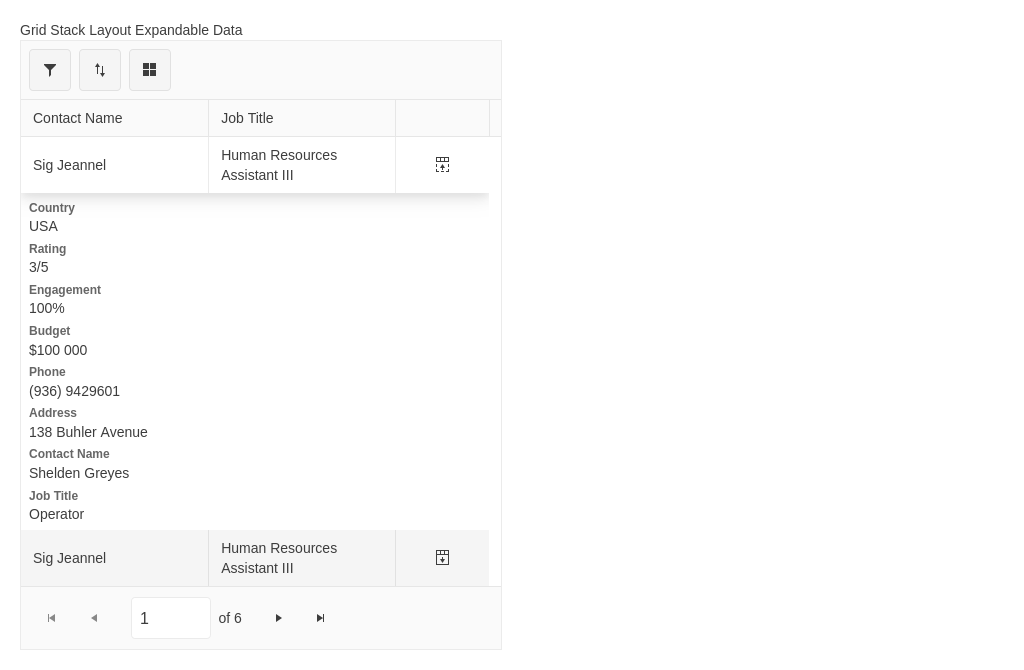 Grid Stack Layout Expandable Data
Contact Name Job Title
Sig Jeannel Human Resources
Assistant III
Country
USA
Rating
3/5
Engagement
100%
Budget
$100 000
Phone
(936) 9429601
Address
138 Buhler Avenue
Contact Name
Shelden Greyes
Job Title
Operator
Sig Jeannel Human Resources
Assistant III
1 of 6